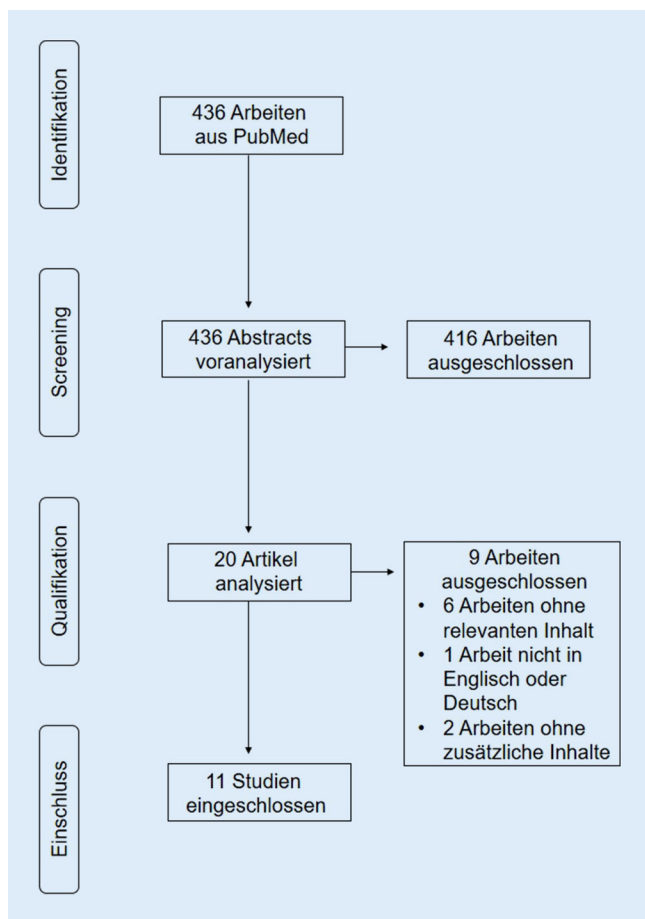 Identifikation
436 Arbeiten
aus PubMed
Screening
436 Abstracts
voranalysiert
416 Arbeiten
ausgeschlossen
Qualifikation
20 Artikel
analysiert
9 Arbeiten
ausgeschlossen
• 6 Arbeiten ohne
relevanten Inhalt
• 1 Arbeit nicht in
Englisch oder
Deutsch
• 2 Arbeiten ohne
zusätzliche Inhalte
Einschluss
11 Studien
eingeschlossen